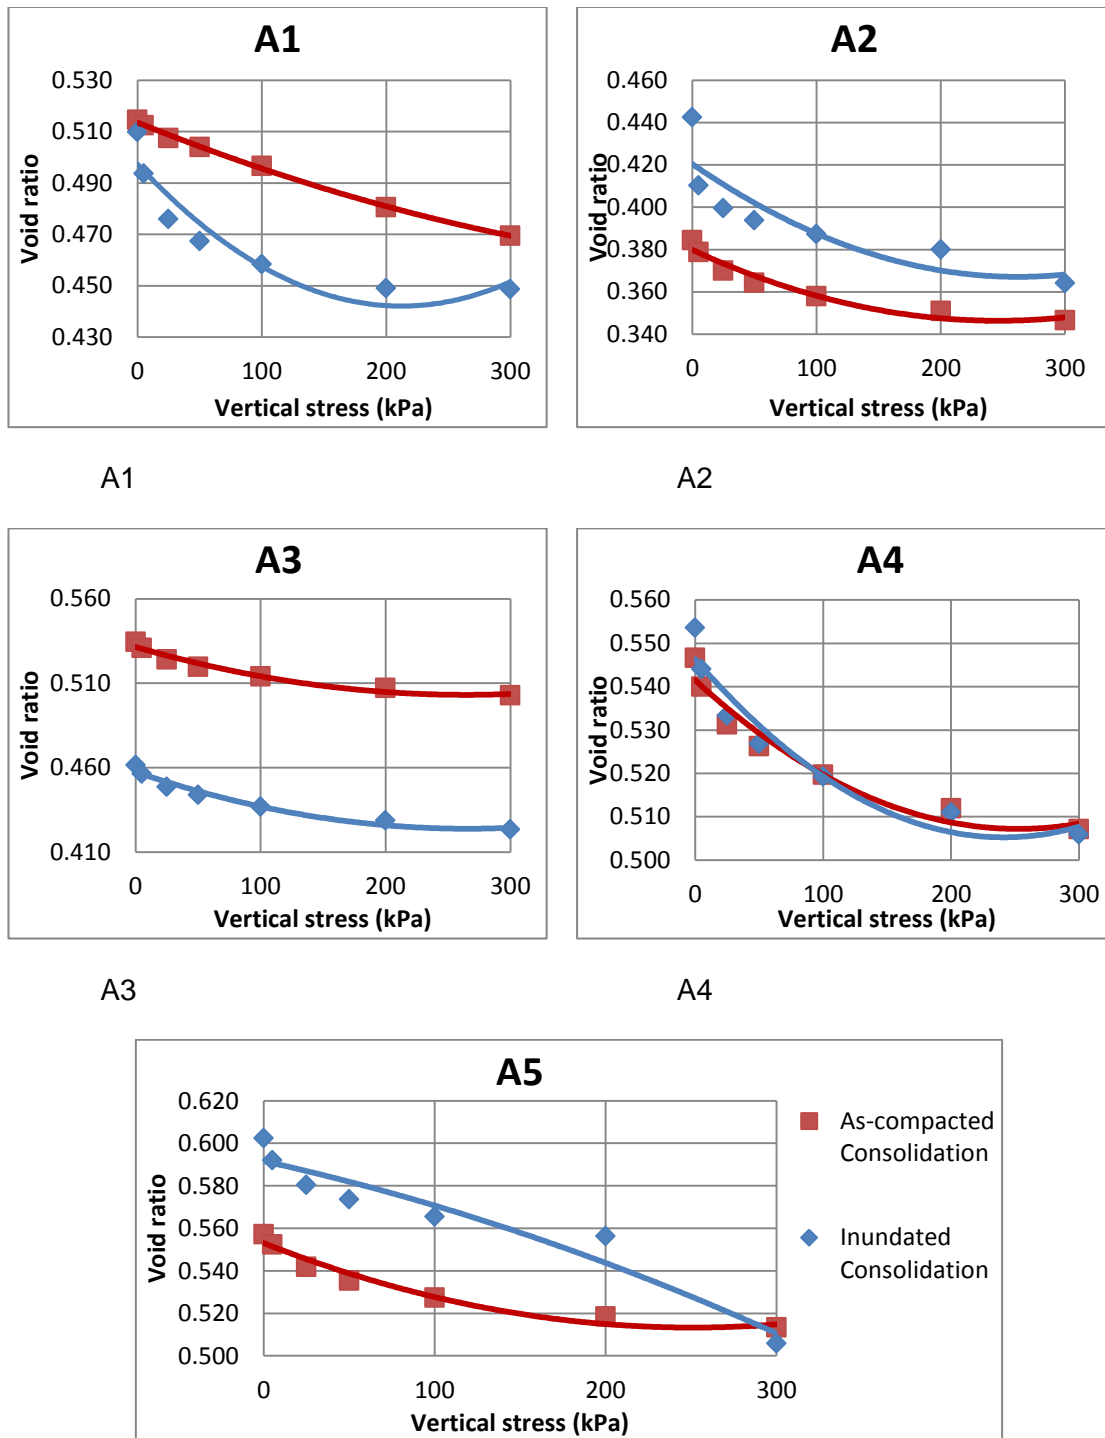 A1
0.530
0.510
0.490
0.470
0.450
0.430
Void ratio
0 100 200 300
Vertical stress (kPa)
A2
0.460
0.440
0.420
0.400
0.380
0.360
0.340
Void ratio
0 100 200 300
Vertical stress (kPa)
A1 A2
A3
0.560
0.510
0.460
0.410
Void ratio
0 100 200 300
Vertical stress (kPa)
A4
0.560
0.550
0.540
0.530
0.520
0.510
0.500
Void ratio
0 100 200 300
Vertical stress (kPa)
A3 A4
A5
0.620
0.600
0.580
0.560
0.540
0.520
0.500
Void ratio
0 100 200 300
Vertical stress (kPa)
As-compacted
Consolidation
Inundated
Consolidation